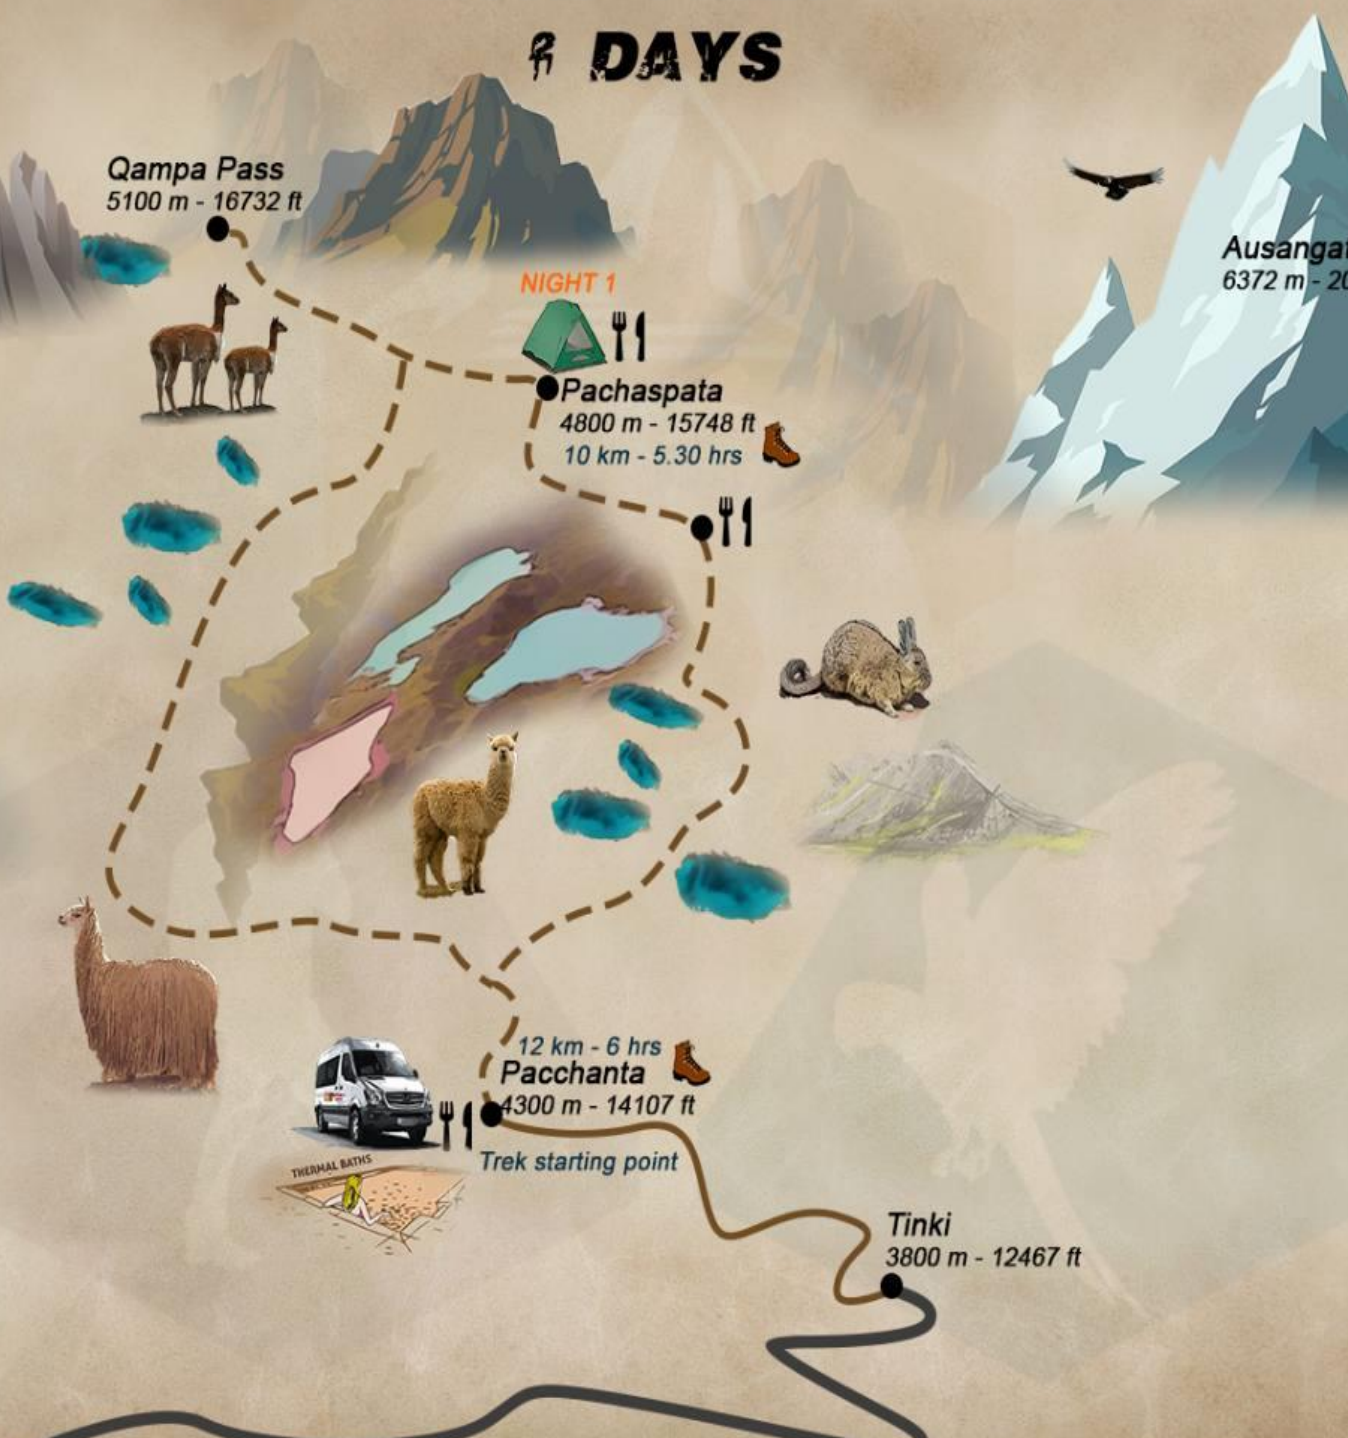 DAYS
Qampa Pass
5100 m - 16732 ft
Ausangat
6372 m - 20
NIGHT 1
Pachaspata
4800 m - 15748 ft
10 km - 5.30 hrs
12 km - 6 hrs
Pacchanta
4300 m - 14107 ft
THERMAL BATHS
Trek starting point
Tinki
3800 m - 12467 ft